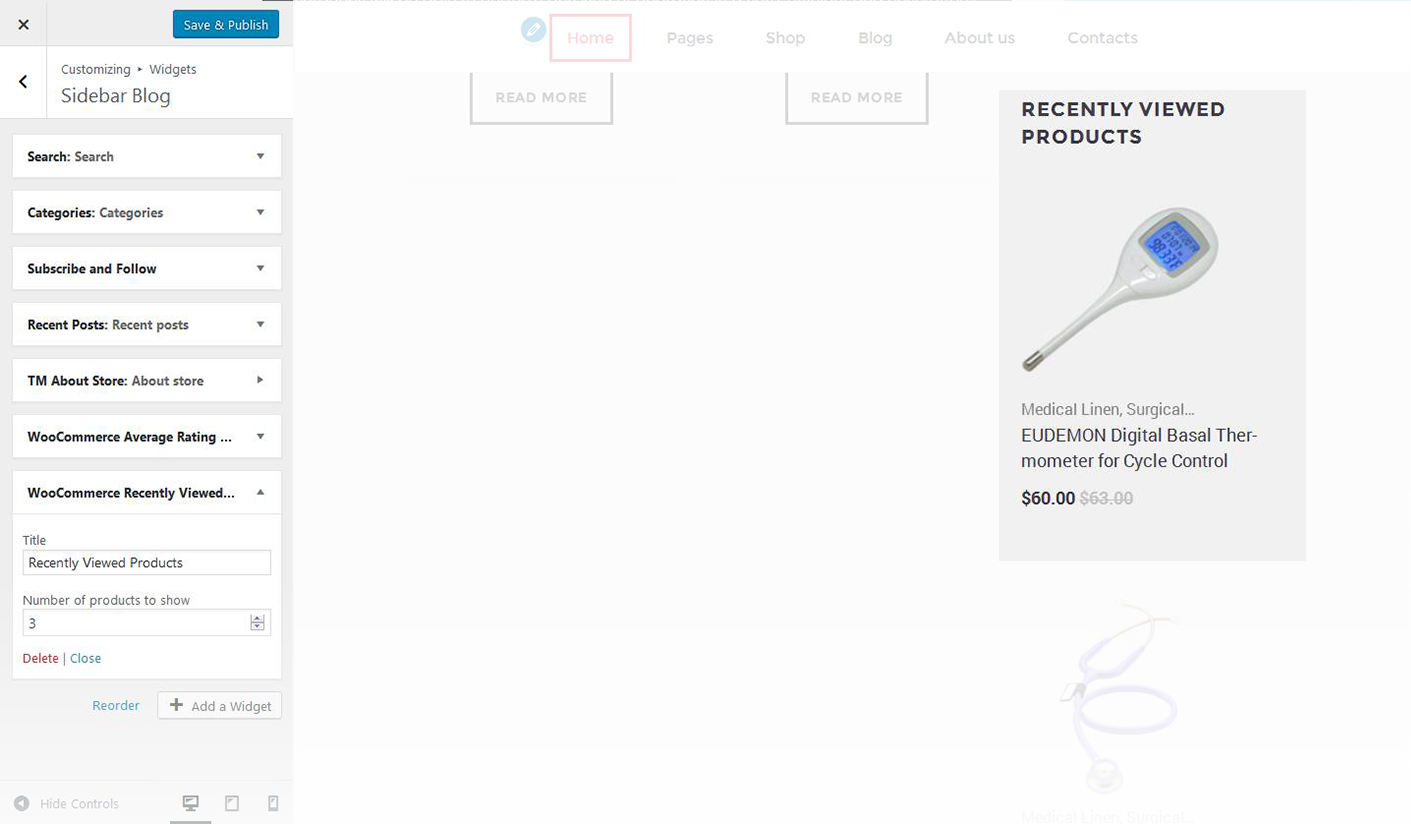 Save & Publish
Customizing ▸ Widgets
Sidebar Blog
Search: Search
Categories: Categories
Subscribe and Follow
Recent Posts: Recent posts
TM About Store: About store
WooCommerce Average Rating ...
WooCommerce Recently Viewed...
Title
Recently Viewed Products
Number of products to show
3
Delete | Close
Reorder
Add a Widget
Hide Controls
Home
Pages
Shop
Blog
About us
Contacts
READ MORE
READ MORE
RECENTLY VIEWED
PRODUCTS
Medical Linen, Surgical...
EUDEMON Digital Basal Ther-
mometer for Cycle Control
$60.00 $63.00
Medical Linen, Surgical...